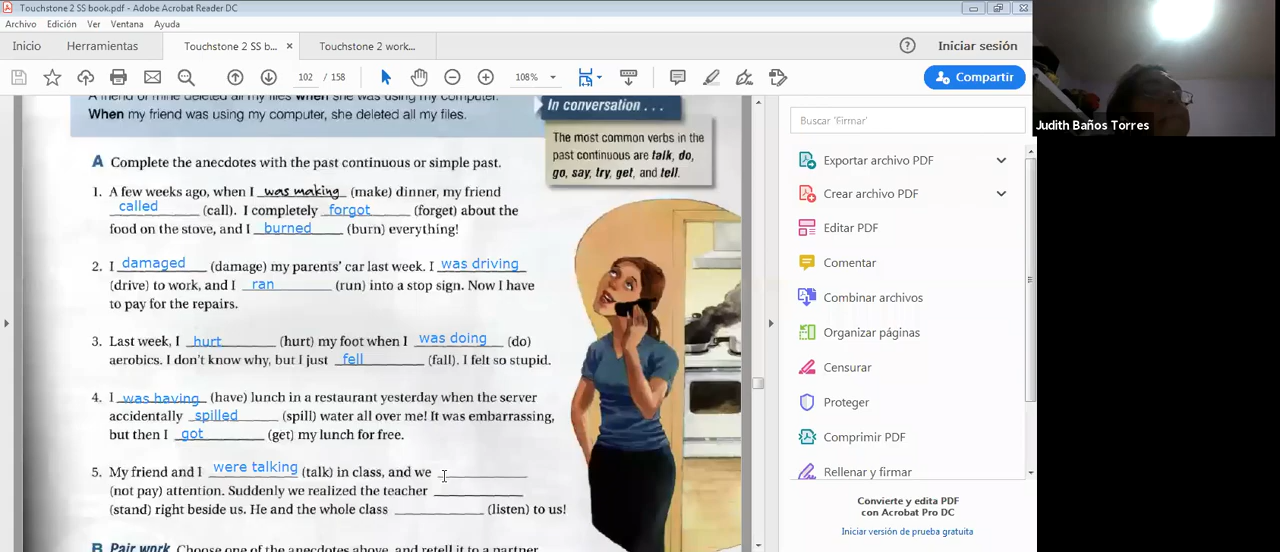 Touchstone 2 SS book.pdf - Adobe Acrobat Reader DC
Archivo Edición Ver Ventana Ayuda
Inicio Herramientas Touchstone 2 SS b... × Touchstone 2 work... Iniciar sesión
102 / 158 108% Compartir
A friend of mine deleted all my files when she was using my computer.
When my friend was using my computer, she deleted all my files.
In conversation . . .
The most common verbs in the
past continuous are talk, do,
go, say, try, get, and tell.
A Complete the anecdotes with the past continuous or simple past.
1. A few weeks ago, when I was making (make) dinner, my friend
called (call). I completely forgot (forget) about the
food on the stove, and I burned (burn) everything!
2. I damaged (damage) my parents' car last week. I was driving
(drive) to work, and I ran (run) into a stop sign. Now I have
to pay for the repairs.
3. Last week, I hurt (hurt) my foot when I was doing (do)
aerobics. I don't know why, but I just fell (fall). I felt so stupid.
4. I was having (have) lunch in a restaurant yesterday when the server
accidentally spilled (spill) water all over me! It was embarrassing,
but then I got (get) my lunch for free.
5. My friend and I were talking (talk) in class, and we ____
(not pay) attention. Suddenly we realized the teacher ____
(stand) right beside us. He and the whole class ____ (listen) to us!
B Pair work Choose one of the anecdotes above, and retell it to a partner.
Buscar 'Firmar'
Exportar archivo PDF
Crear archivo PDF
Editar PDF
Comentar
Combinar archivos
Organizar páginas
Censurar
Proteger
Comprimir PDF
Rellenar y firmar
Convierte y edita PDF
con Acrobat Pro DC
Iniciar versión de prueba gratuita
Judith Baños Torres